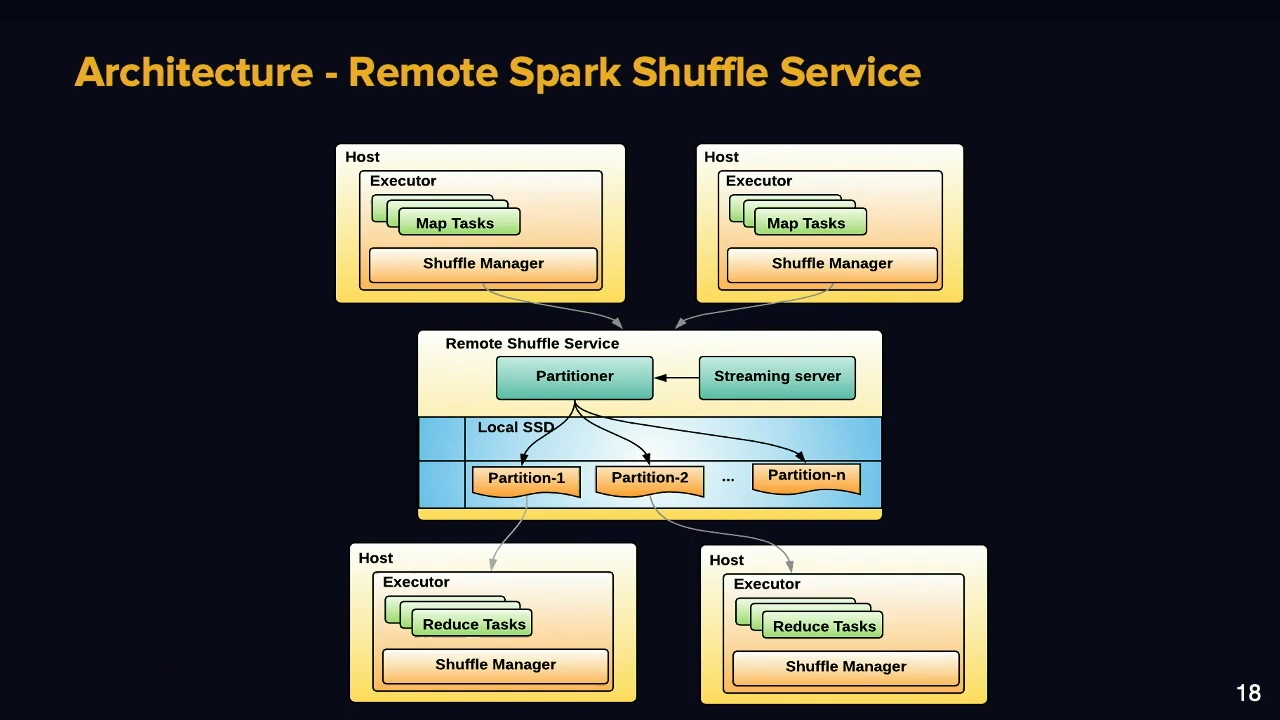 Architecture - Remote Spark Shuffle Service
Host
Executor
Map Tasks
Shuffle Manager
Host
Executor
Map Tasks
Shuffle Manager
Remote Shuffle Service
Partitioner
Streaming server
Local SSD
Partition-1
Partition-2
...
Partition-n
Host
Executor
Reduce Tasks
Shuffle Manager
Host
Executor
Reduce Tasks
Shuffle Manager
18